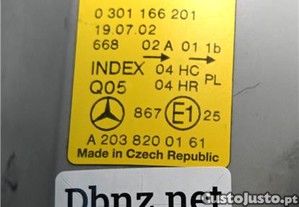 0 301 166 201
19.07.02
668 02 A 01 1b
INDEX 04 HC PL
Q05 04 HR
867 E1 25
A 203 820 01 61
Made in Czech Republic
Dbnz.net
CustoJusto.pt